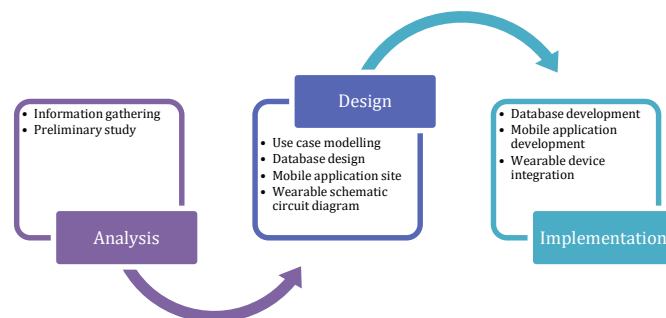 • Information gathering
• Preliminary study
Analysis
Design
• Use case modelling
• Database design
• Mobile application site
• Wearable schematic
circuit diagram
• Database development
• Mobile application
development
• Wearable device
integration
Implementation